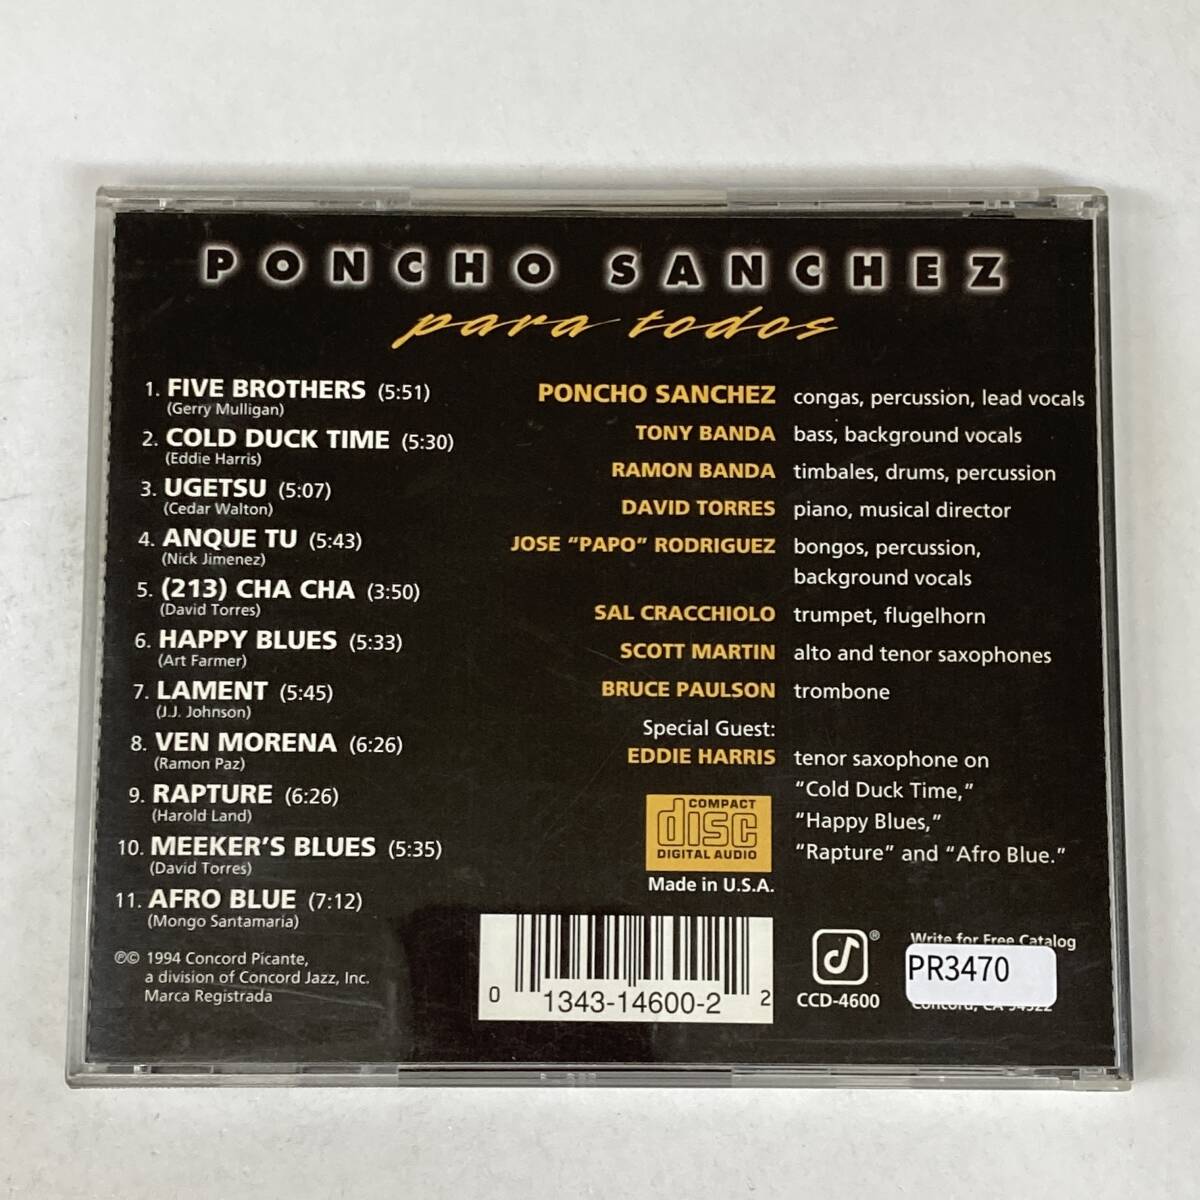 PONCHO SANCHEZ
para todos
1. FIVE BROTHERS (5:51)
(Gerry Mulligan)
2. COLD DUCK TIME (5:30)
(Eddie Harris)
3. UGETSU (5:07)
(Cedar Walton)
4. ANQUE TU (5:43)
(Nick Jimenez)
5. (213) CHA CHA (3:50)
(David Torres)
6. HAPPY BLUES (5:33)
(Art Farmer)
7. LAMENT (5:45)
(J.J. Johnson)
8. VEN MORENA (6:26)
(Ramon Paz)
9. RAPTURE (6:26)
(Harold Land)
10. MEEKER'S BLUES (5:35)
(David Torres)
11. AFRO BLUE (7:12)
(Mongo Santamaria)
℗© 1994 Concord Picante,
a division of Concord Jazz, Inc.
Marca Registrada
PONCHO SANCHEZ congas, percussion, lead vocals
TONY BANDA bass, background vocals
RAMON BANDA timbales, drums, percussion
DAVID TORRES piano, musical director
JOSE "PAPO" RODRIGUEZ bongos, percussion,
background vocals
SAL CRACCHIOLO trumpet, flugelhorn
SCOTT MARTIN alto and tenor saxophones
BRUCE PAULSON trombone
Special Guest:
EDDIE HARRIS tenor saxophone on
"Cold Duck Time,"
"Happy Blues,"
"Rapture" and "Afro Blue."
COMPACT
disc
DIGITAL AUDIO
Made in U.S.A.
0 1343-14600-2 2
®
CCD-4600
Write for Free Catalog
PR3470
Concord, CA 94522